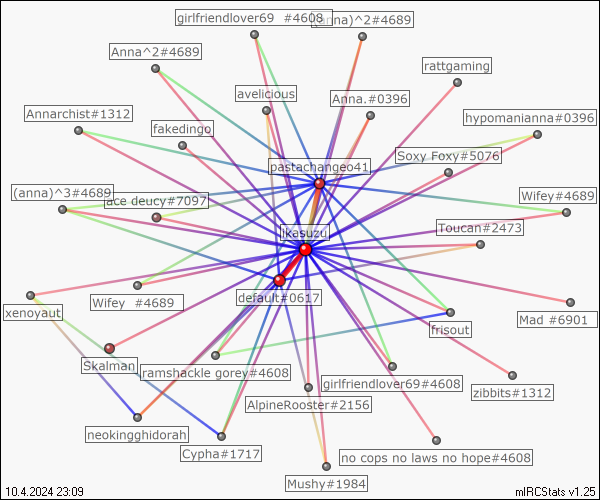 girlfriendlover69 #4608
(anna)^2#4689
Anna^2#4689
rattgaming
avelicious
Anna.#0396
Annarchist#1312
hypomanianna#0396
fakedingo
Soxy Foxy#5076
pastachangeo41
(anna)^3#4689
ace deucy#7097
Wifey#4689
Toucan#2473
Ikasuzu
default#0617
Wifey #4689
xenoyaut
Mad #6901
frisout
Skalman
ramshackle gorey#4608
girlfriendlover69#4608
zibbits#1312
AlpineRooster#2156
neokingghidorah
Cypha#1717
no cops no laws no hope#4608
Mushy#1984
10.4.2024 23:09
mIRCStats v1.25